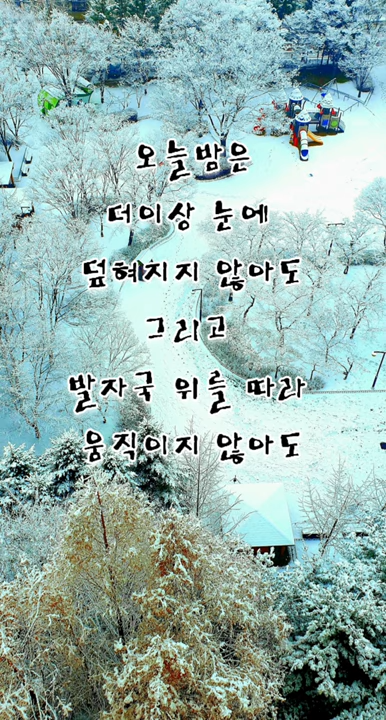 오늘밤은
더이상 눈에
덮혀지지 않아도
그리고
발자국 위를 따라
움직이지 않아도